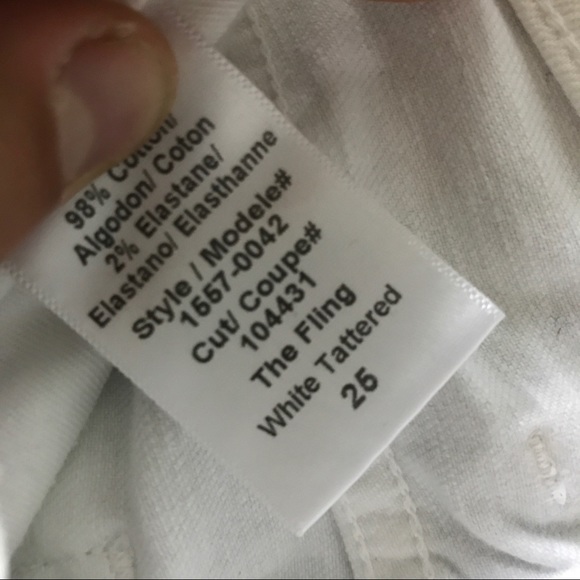 98% Cotton/
Algodon/ Coton
2% Elastane/
Elastano/ Elasthanne
Style / Modele#
1557-0042
Cut/ Coupe#
104431
The Fling
White Tattered
25